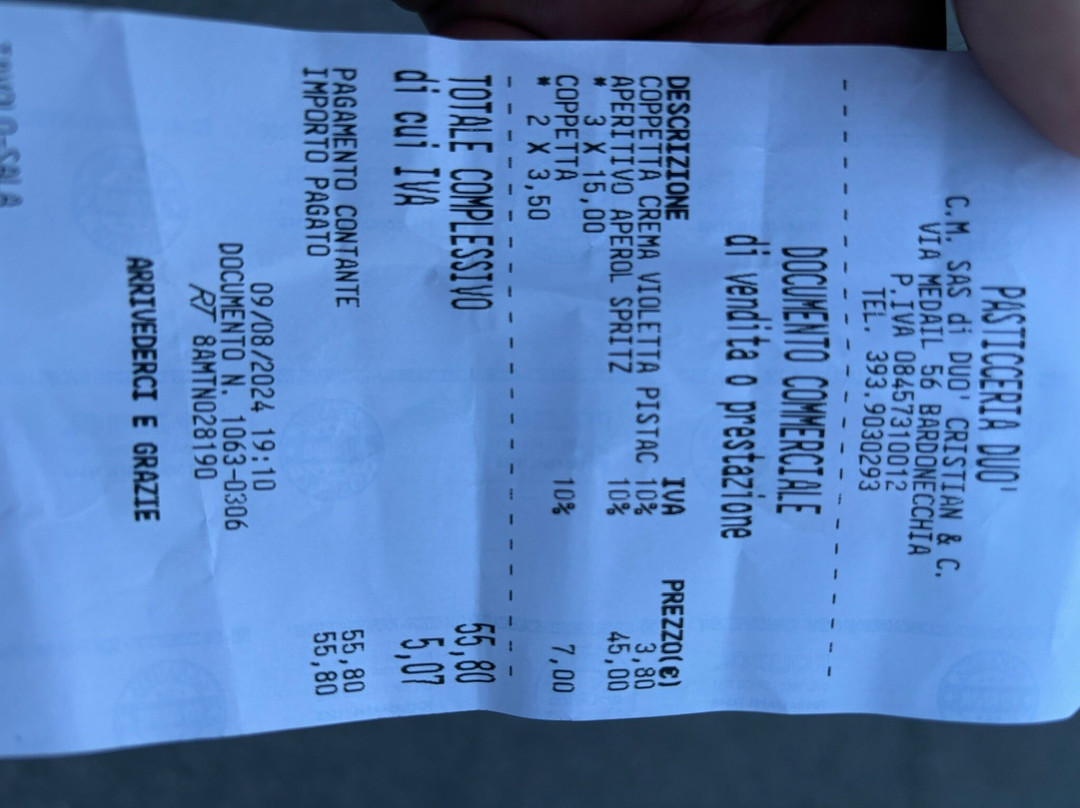 PASTICCERIA DUO'
C.M. SAS di DUO' CRISTIAN & C.
VIA MEDAIL 56 BARDONECCHIA
P.IVA 08457310012
TEL. 393.9030293
DOCUMENTO COMMERCIALE
di vendita o prestazione
DESCRIZIONE IVA PREZZO(€)
COPPETTA CREMA VIOLETTA PISTAC 10% 3,80
APERITIVO APEROL SPRITZ 10% 45,00
* 3 X 15,00
COPPETTA 10% 7,00
* 2 X 3,50
TOTALE COMPLESSIVO 55,80
di cui IVA 5,07
PAGAMENTO CONTANTE 55,80
IMPORTO PAGATO 55,80
09/08/2024 19:10
DOCUMENTO N. 1063-0306
RT 8AMTN028190
ARRIVEDERCI E GRAZIE